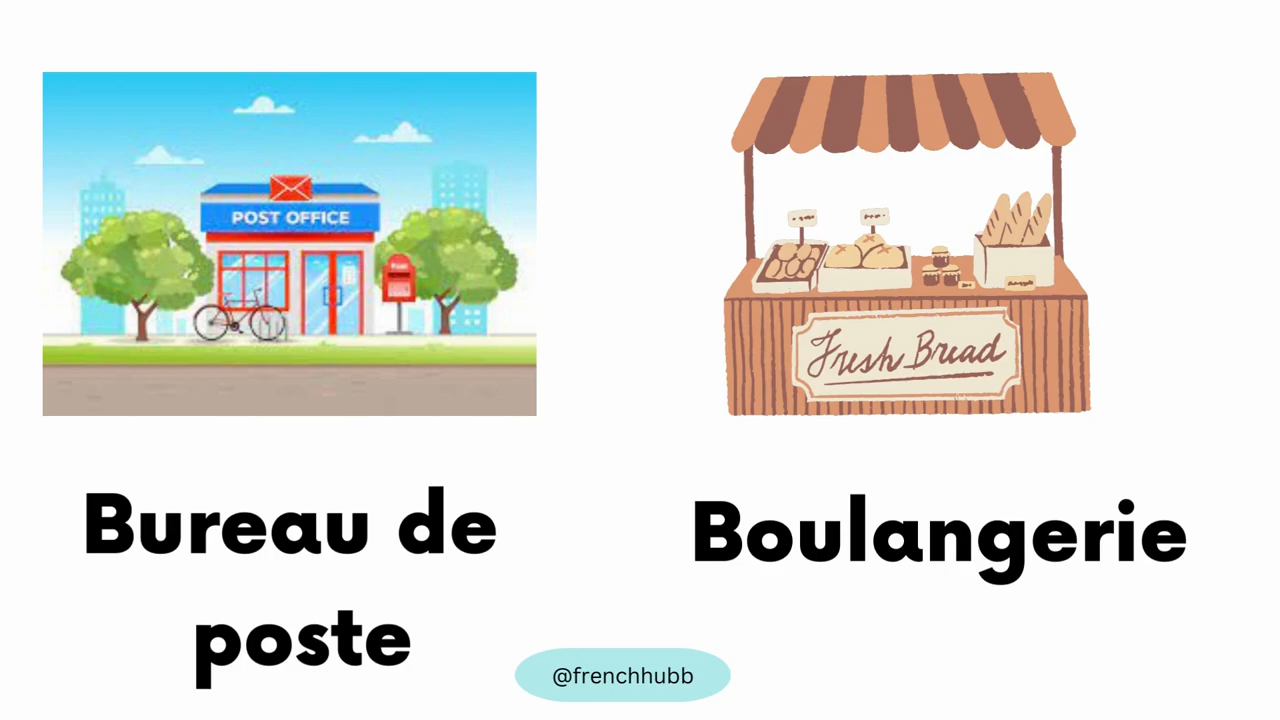 POST OFFICE
Fresh Bread
Bureau de
poste
Boulangerie
@frenchhubb